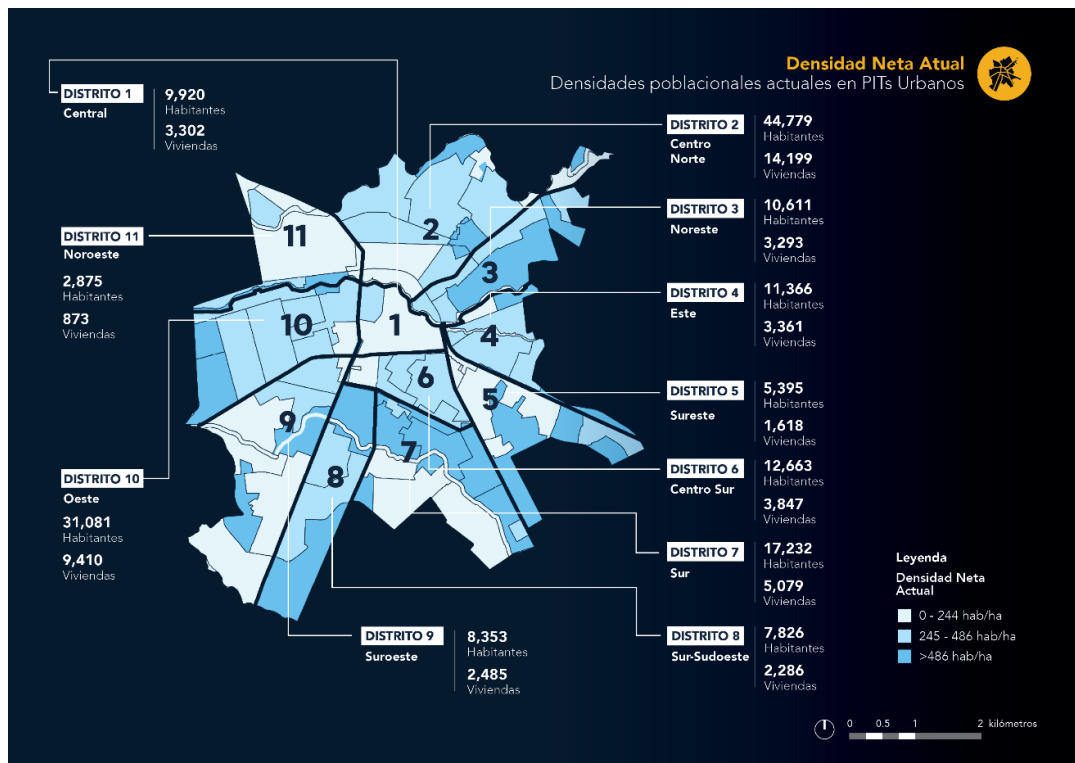 Densidad Neta Atual
Densidades poblacionales actuales en PITs Urbanos
DISTRITO 1
Central
9,920
Habitantes
3,302
Viviendas
DISTRITO 2
Centro
Norte
44,779
Habitantes
14,199
Viviendas
DISTRITO 3
Noreste
10,611
Habitantes
3,293
Viviendas
DISTRITO 4
Este
11,366
Habitantes
3,361
Viviendas
DISTRITO 5
Sureste
5,395
Habitantes
1,618
Viviendas
DISTRITO 6
Centro Sur
12,663
Habitantes
3,847
Viviendas
DISTRITO 7
Sur
17,232
Habitantes
5,079
Viviendas
DISTRITO 8
Sur-Sudoeste
7,826
Habitantes
2,286
Viviendas
DISTRITO 9
Suroeste
8,353
Habitantes
2,485
Viviendas
DISTRITO 10
Oeste
31,081
Habitantes
9,410
Viviendas
DISTRITO 11
Noroeste
2,875
Habitantes
873
Viviendas
11
2
3
10
1
4
6
5
9
7
8
Leyenda
Densidad Neta
Actual
0 - 244 hab/ha
245 - 486 hab/ha
>486 hab/ha
0 0.5 1 2 kilómetros